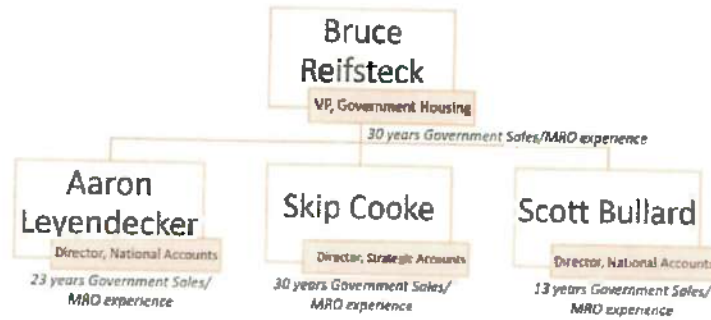 Bruce
Reifsteck
VP, Government Housing
30 years Government Sales/MRO experience
Aaron
Leyendecker
Director, National Accounts
23 years Government Sales/
MRO experience
Skip Cooke
Director, Strategic Accounts
30 years Government Sales/
MRO experience
Scott Bullard
Director, National Accounts
13 years Government Sales/
MRO experience